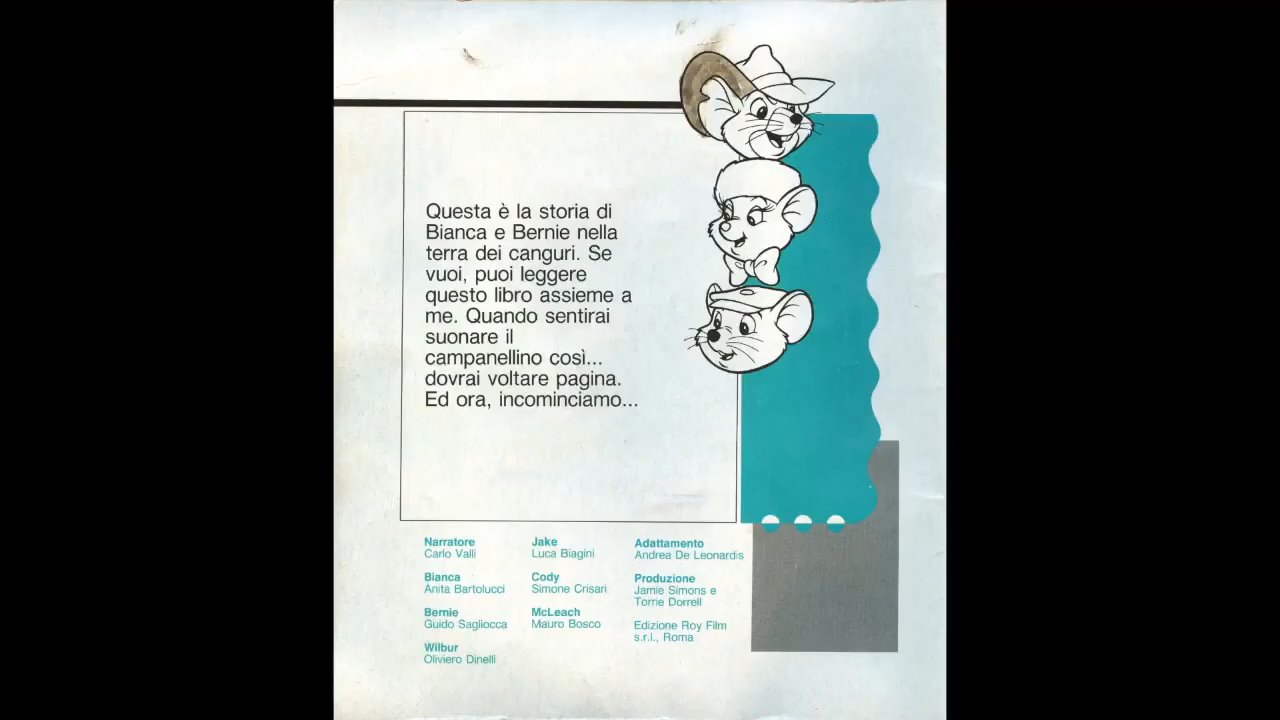 Questa è la storia di
Bianca e Bernie nella
terra dei canguri. Se
vuoi, puoi leggere
questo libro assieme a
me. Quando sentirai
suonare il
campanellino così...
dovrai voltare pagina.
Ed ora, incominciamo...
Narratore
Carlo Valli
Bianca
Anita Bartolucci
Bernie
Guido Sagliocca
Wilbur
Oliviero Dinelli
Jake
Luca Biagini
Cody
Simone Crisari
McLeach
Mauro Bosco
Adattamento
Andrea De Leonardis
Produzione
Jamie Simons e
Torrie Dorrell
Edizione Roy Film
s.r.l., Roma